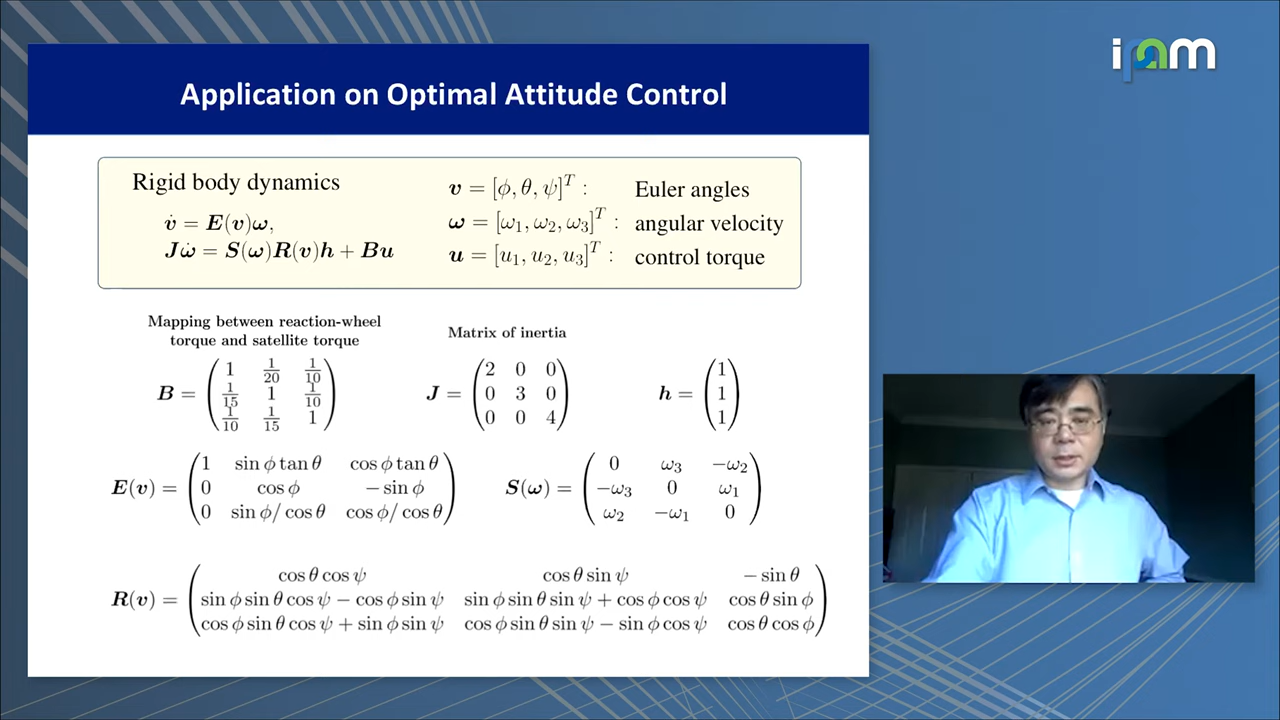 ipam
Application on Optimal Attitude Control
Rigid body dynamics
v̇ = E(v)ω,
Jω̇ = S(ω)R(v)h + Bu
v = [ϕ, θ, ψ]ᵀ : Euler angles
ω = [ω₁, ω₂, ω₃]ᵀ : angular velocity
u = [u₁, u₂, u₃]ᵀ : control torque
Mapping between reaction-wheel
torque and satellite torque
B = (1 1/20 1/10
1/15 1 1/10
1/10 1/15 1)
Matrix of inertia
J = (2 0 0
0 3 0
0 0 4)
h = (1
1
1)
E(v) = (1 sin ϕ tan θ cos ϕ tan θ
0 cos ϕ − sin ϕ
0 sin ϕ/ cos θ cos ϕ/ cos θ)
S(ω) = (0 ω₃ −ω₂
−ω₃ 0 ω₁
ω₂ −ω₁ 0)
R(v) = (cos θ cos ψ cos θ sin ψ − sin θ
sin ϕ sin θ cos ψ − cos ϕ sin ψ sin ϕ sin θ sin ψ + cos ϕ cos ψ cos θ sin ϕ
cos ϕ sin θ cos ψ + sin ϕ sin ψ cos ϕ sin θ sin ψ − sin ϕ cos ψ cos θ cos ϕ)